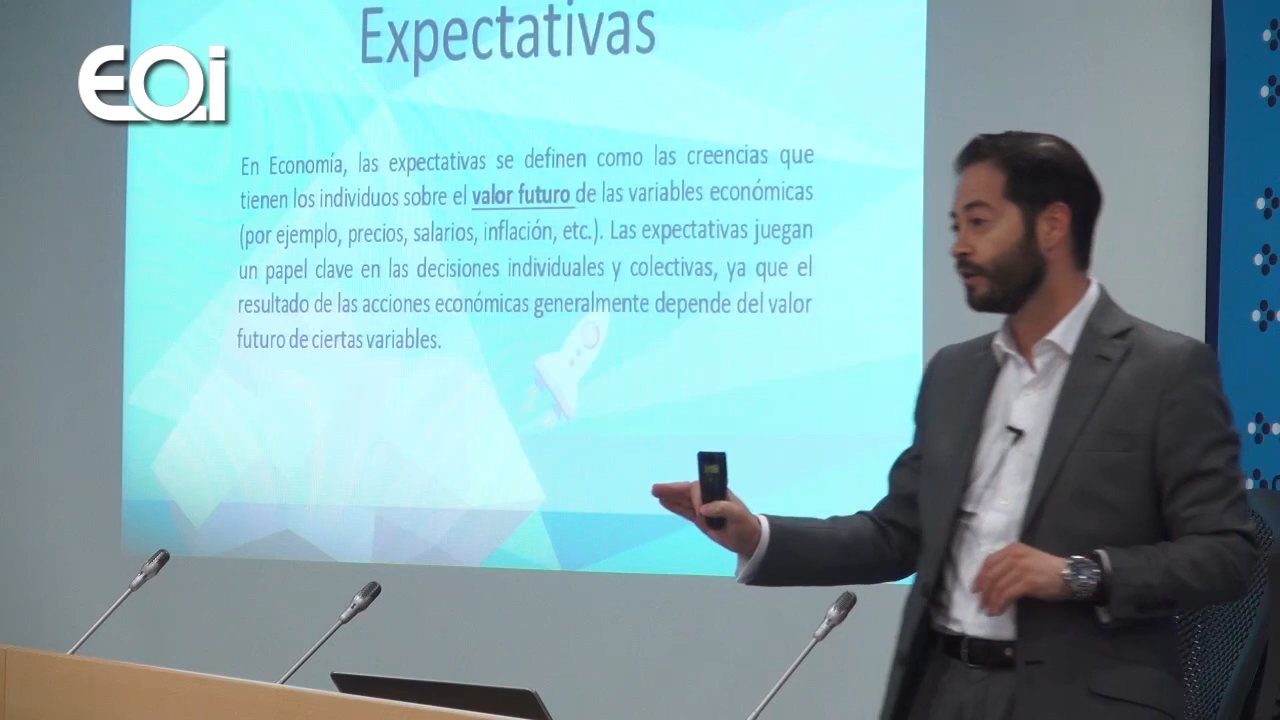 Expectativas
EOi
En Economía, las expectativas se definen como las creencias que
tienen los individuos sobre el valor futuro de las variables económicas
(por ejemplo, precios, salarios, inflación, etc.). Las expectativas juegan
un papel clave en las decisiones individuales y colectivas, ya que el
resultado de las acciones económicas generalmente depende del valor
futuro de ciertas variables.